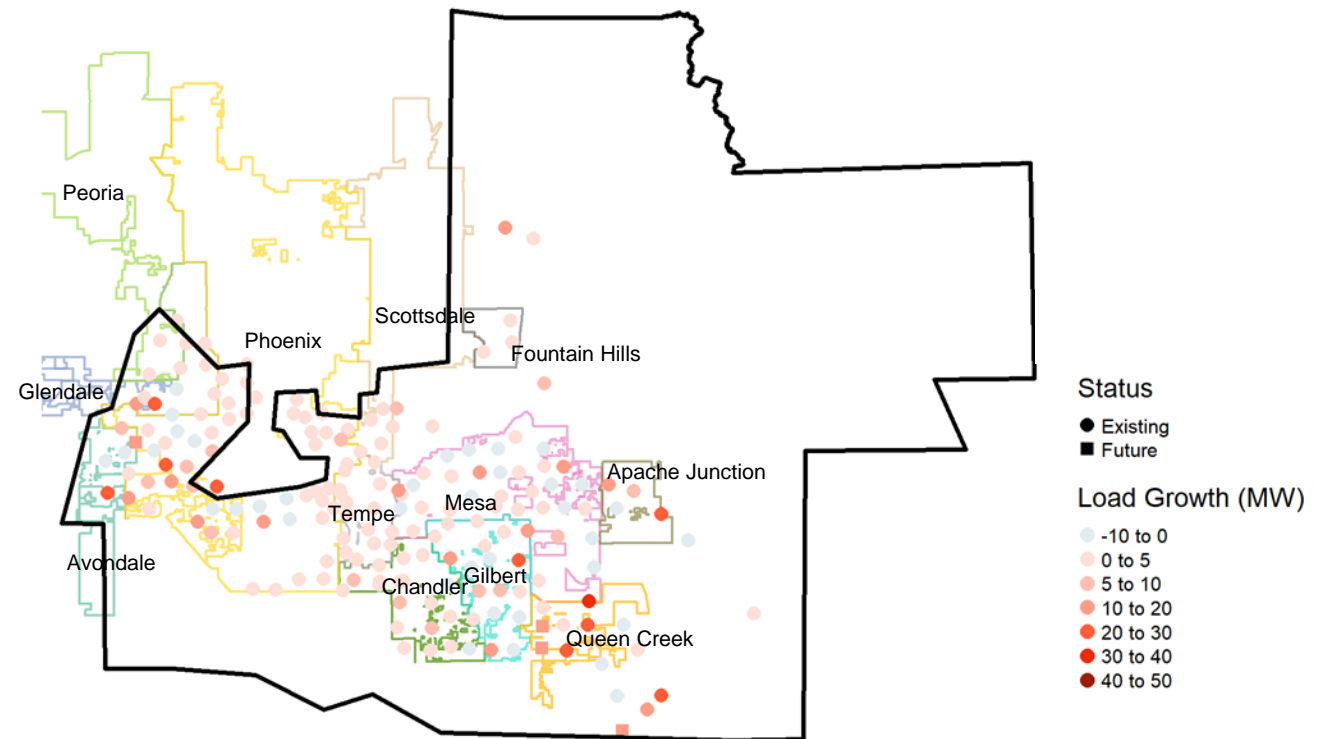 Peoria
Scottsdale
Phoenix
Fountain Hills
Glendale
Apache Junction
Mesa
Tempe
Avondale
Gilbert
Chandler
Queen Creek
Status
Existing
Future
Load Growth (MW)
-10 to 0
0 to 5
5 to 10
10 to 20
20 to 30
30 to 40
40 to 50